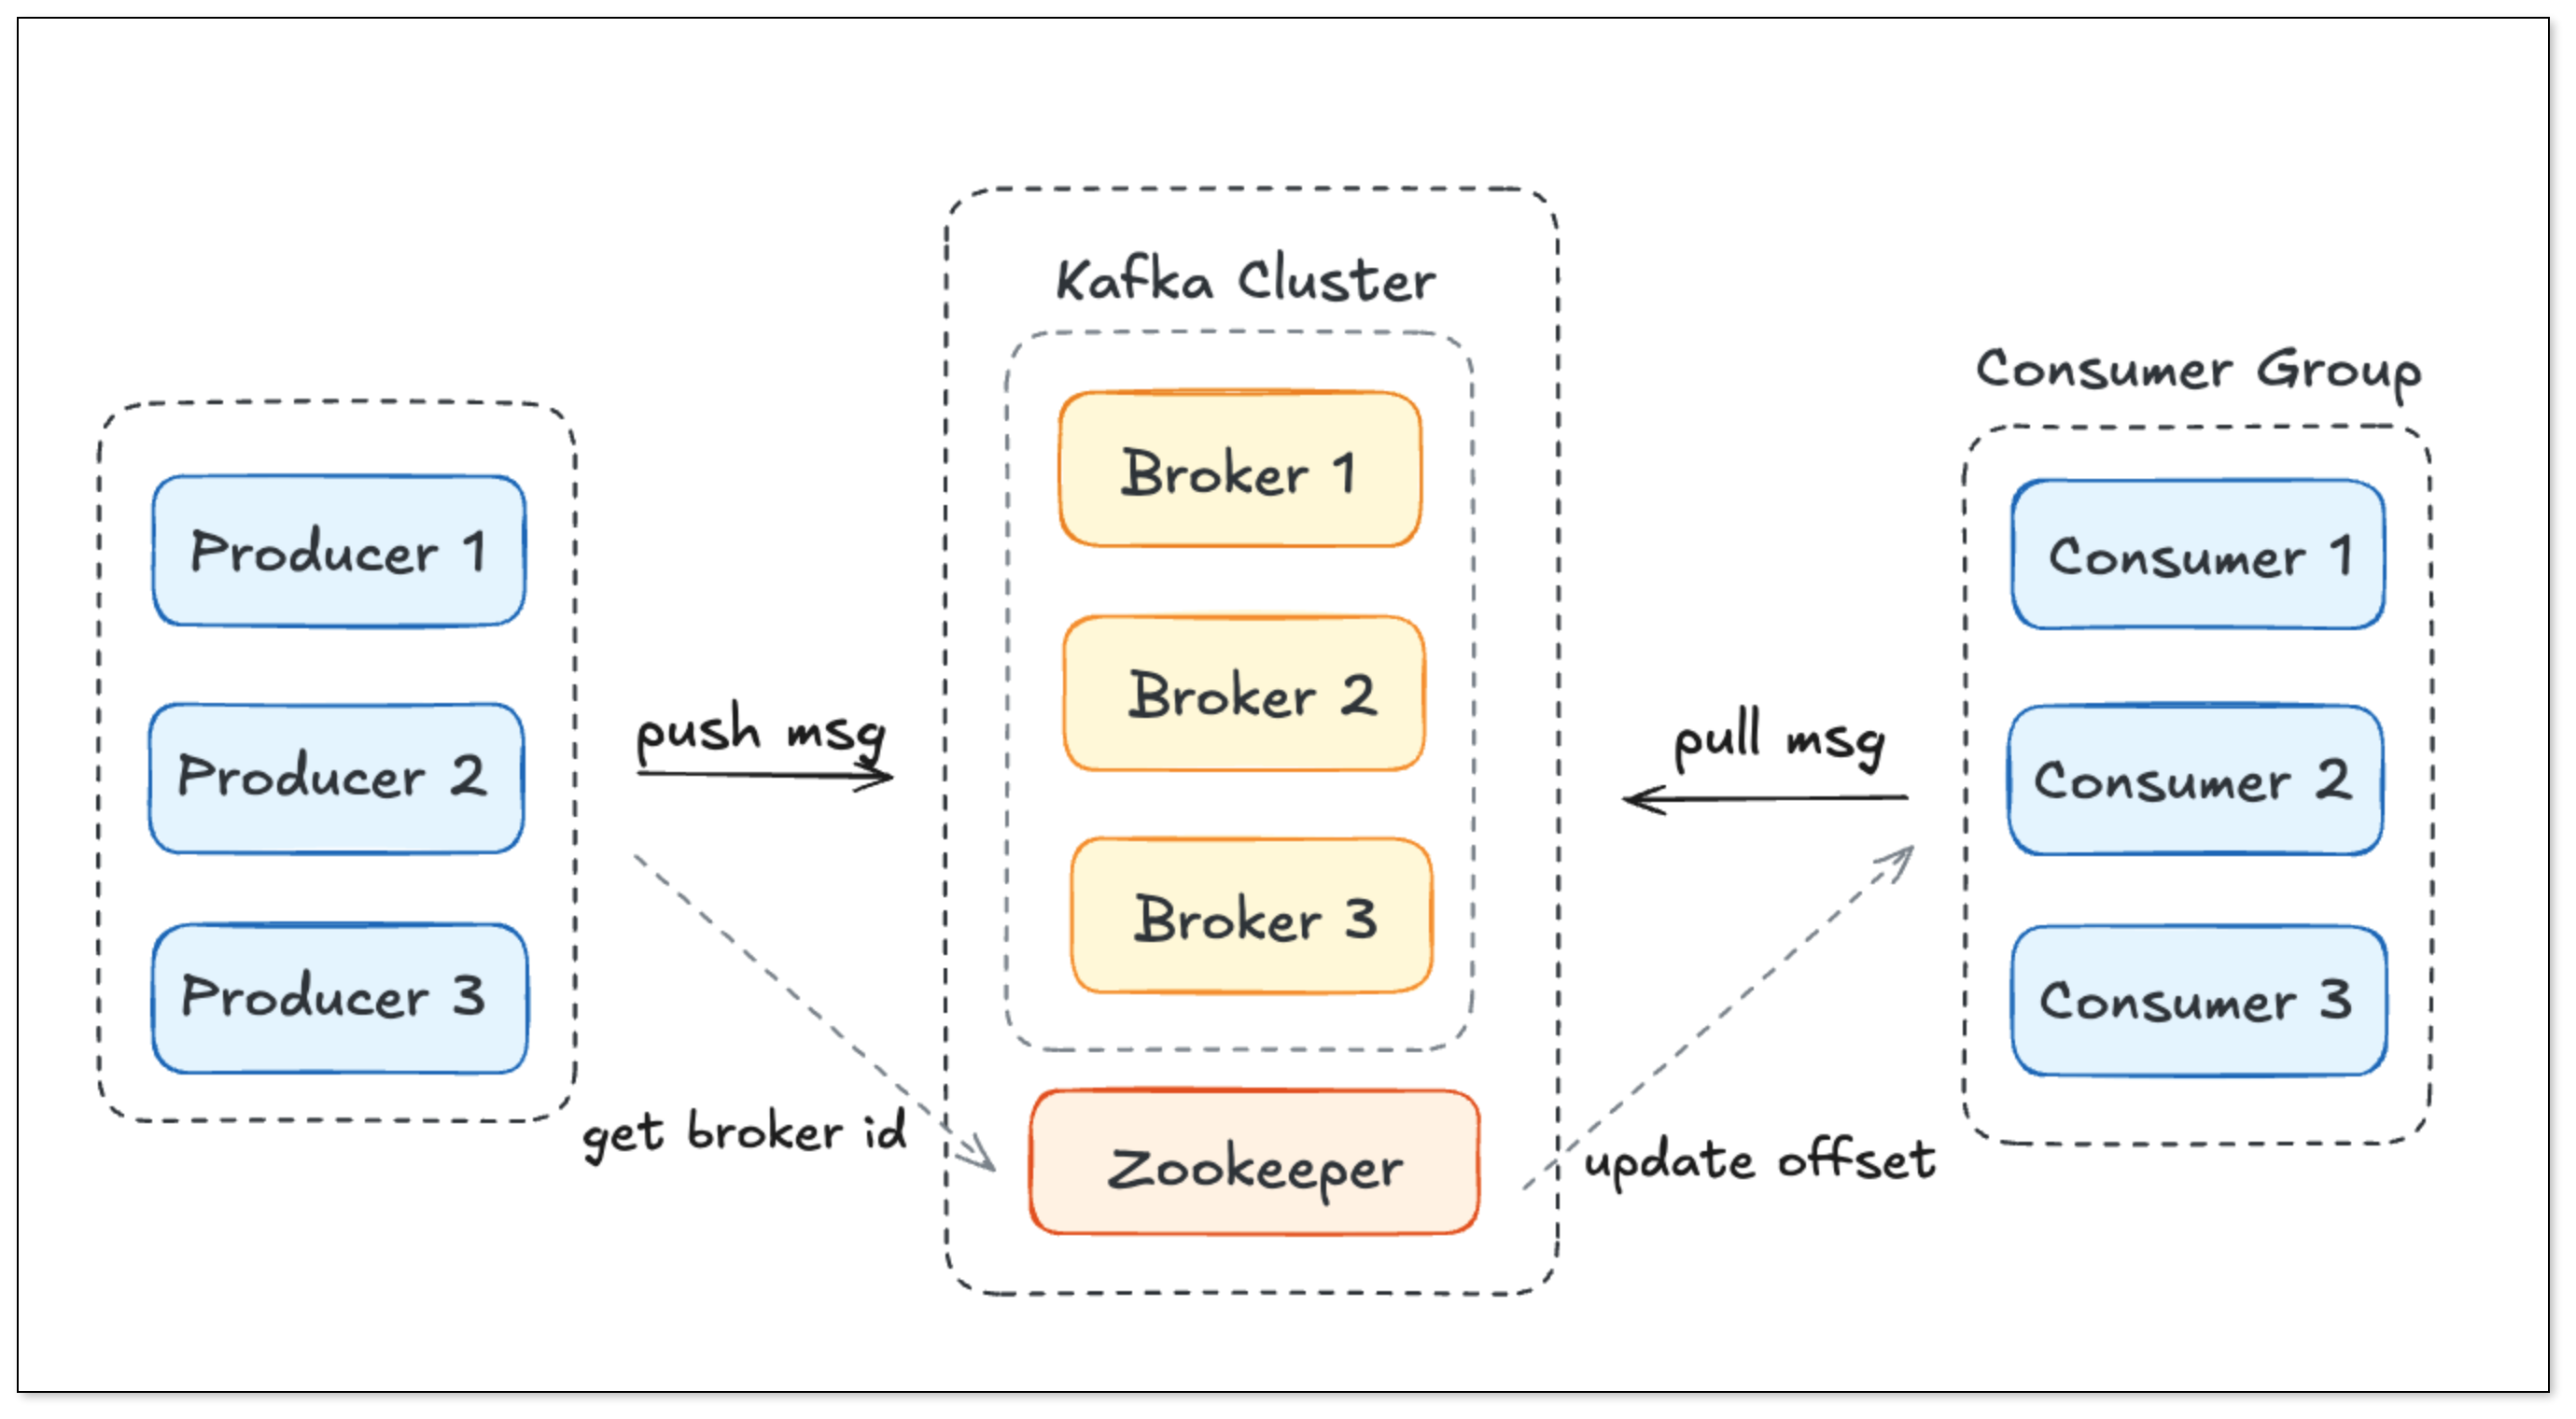 Producer 1
Producer 2
Producer 3
push msg
get broker id
Kafka Cluster
Broker 1
Broker 2
Broker 3
Zookeeper
pull msg
update offset
Consumer Group
Consumer 1
Consumer 2
Consumer 3